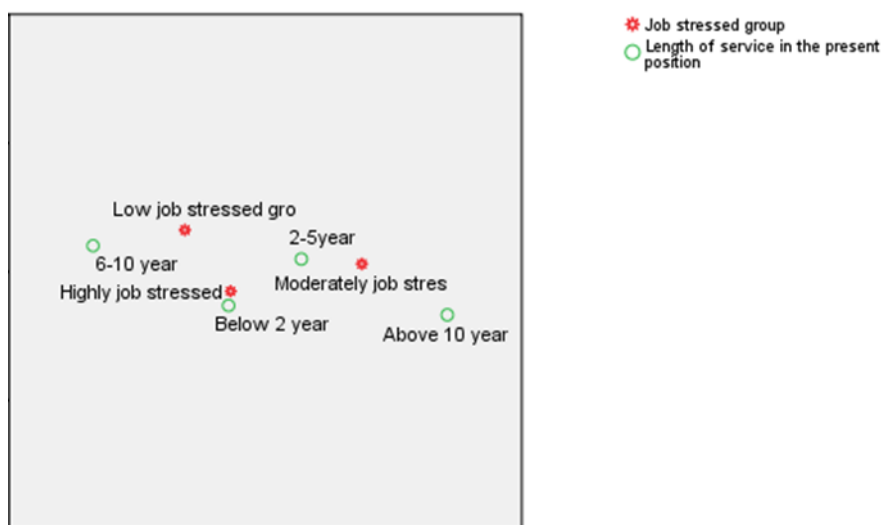 Job stressed group
Length of service in the present
position
Low job stressed gro
2-5year
6-10 year
Moderately job stres
Highly job stressed
Below 2 year
Above 10 year